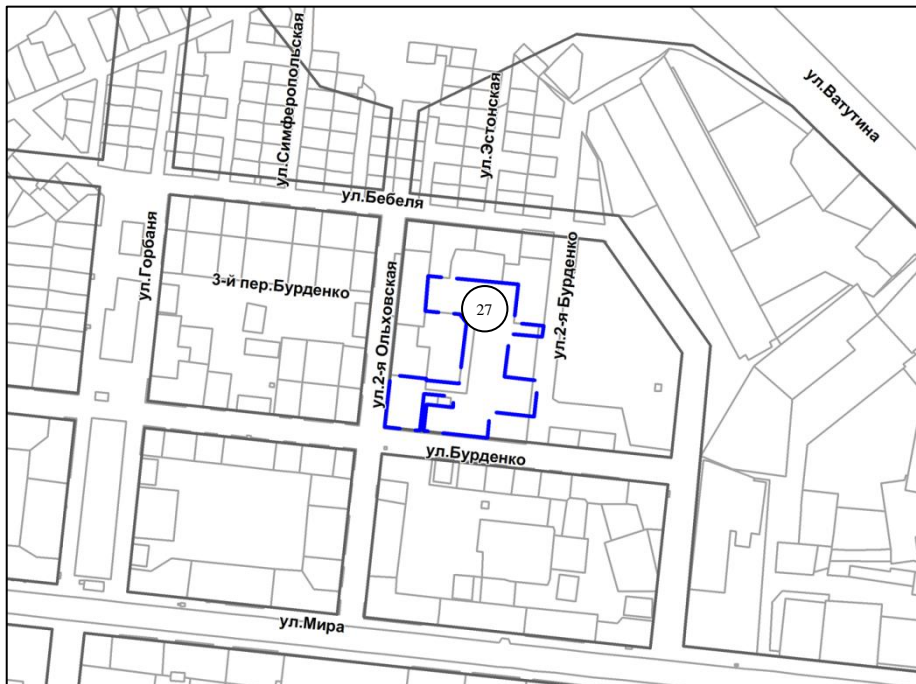 ул.Симферопольская
ул.Эстонская
ул.Ватутина
ул.Бебеля
ул.Горбаня
3-й пер.Бурденко
ул.2-я Ольховская
27
ул.2-я Бурденко
ул.Бурденко
ул.Мира